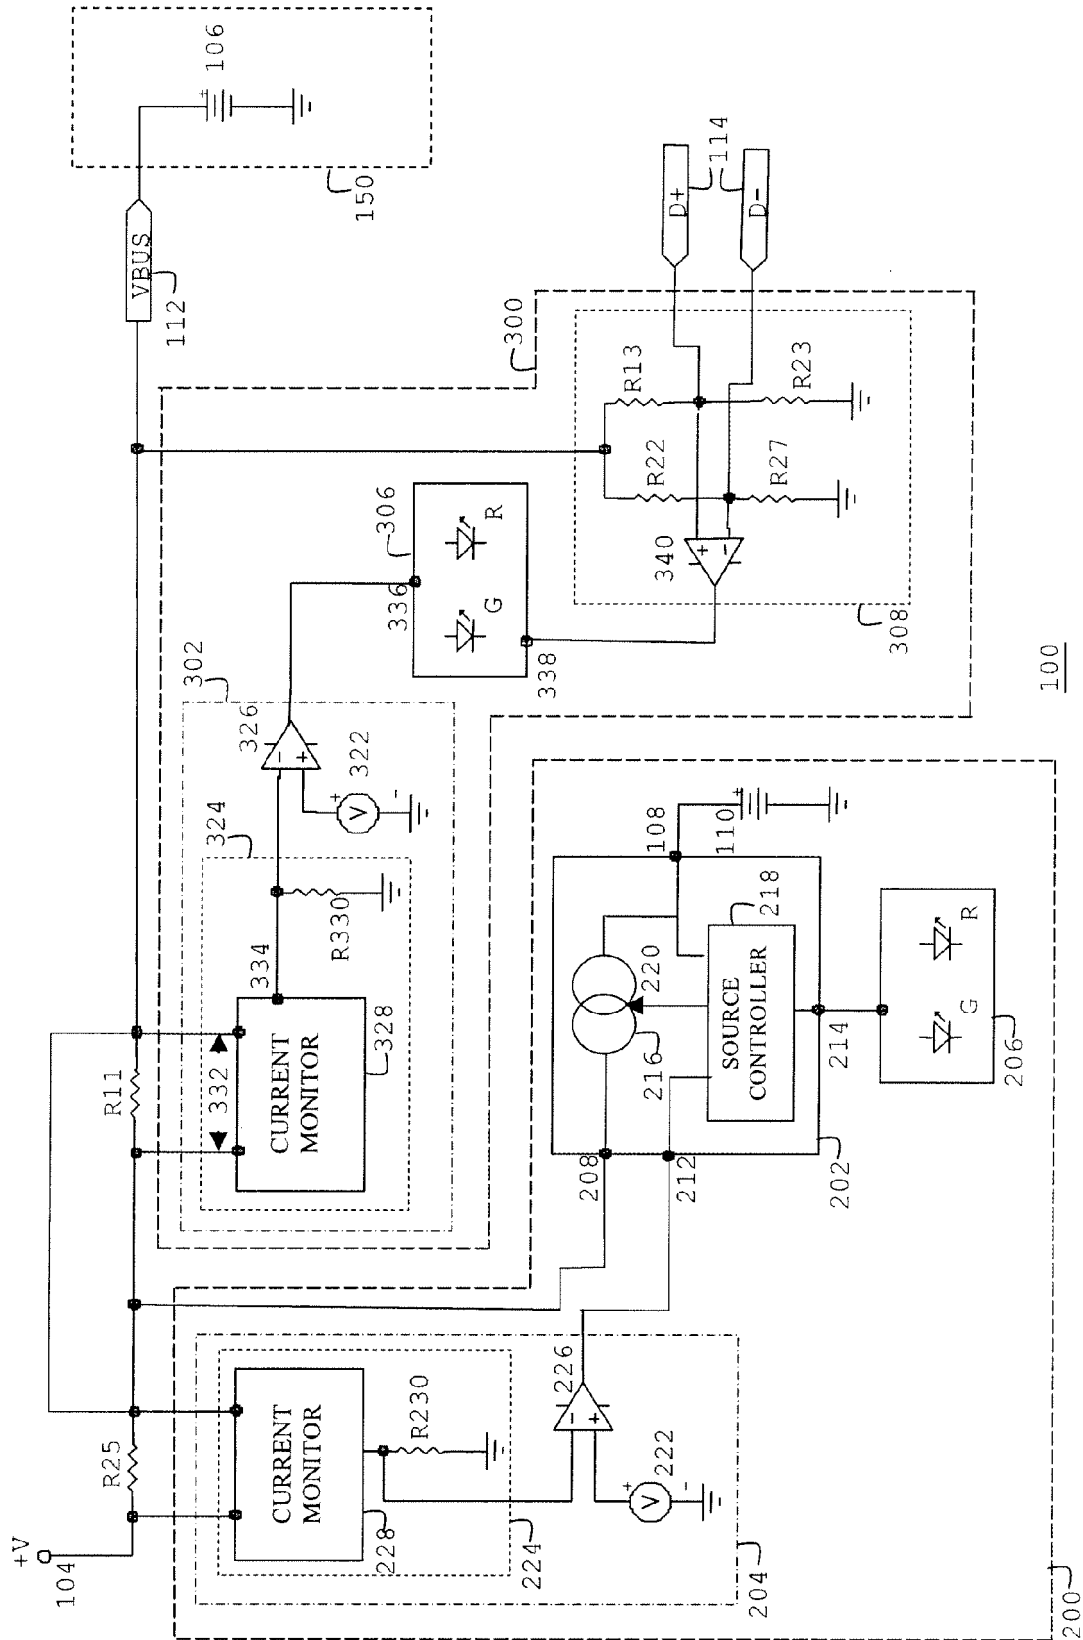 +V
104
R25
R11
VBUS
112
106
+
150
CURRENT
MONITOR
228
224
R230
226
-
+
V
+
-
222
204
200
332
CURRENT
MONITOR
328
334
R330
324
302
326
-
+
V
+
-
322
306
336
G
R
338
300
R13
R22
R23
R27
340
+
-
308
D+
D-
114
208
212
216
220
SOURCE
CONTROLLER
218
202
214
108
110
+
G
R
206
100